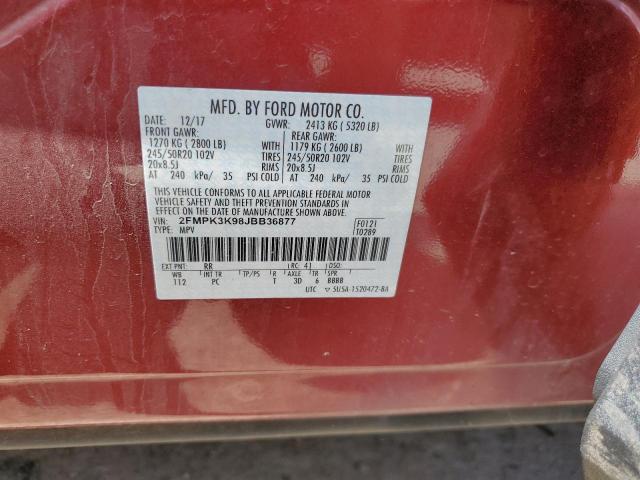 MFD. BY FORD MOTOR CO.
DATE: 12/17 GVWR: 2413 KG ( 5320 LB)
FRONT GAWR: REAR GAWR:
1270 KG ( 2800 LB) WITH 1179 KG ( 2600 LB) WITH
245/50R20 102V TIRES 245/50R20 102V TIRES
20x8.5J RIMS 20x8.5J RIMS
AT 240 kPa/ 35 PSI COLD AT 240 kPa/ 35 PSI COLD
THIS VEHICLE CONFORMS TO ALL APPLICABLE FEDERAL MOTOR
VEHICLE SAFETY AND THEFT PREVENTION STANDARDS IN
EFFECT ON THE DATE OF MANUFACTURE SHOWN ABOVE.
VIN: 2FMPK3K98JBB36877 F0121
TYPE: MPV T0289
EXT PNT: RR RC: 41 DSO:
WB INT TR TP/PS R AXLE TR SPR
112 PC T 3D 6 BBBB
UTC ▽ 5U5A-1520472-BA